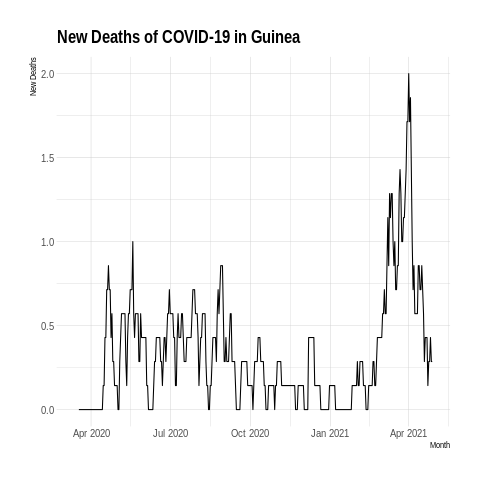 New Deaths of COVID-19 in Guinea
New Deaths
2.0
1.5
1.0
0.5
0.0
Apr 2020 Jul 2020 Oct 2020 Jan 2021 Apr 2021
Month